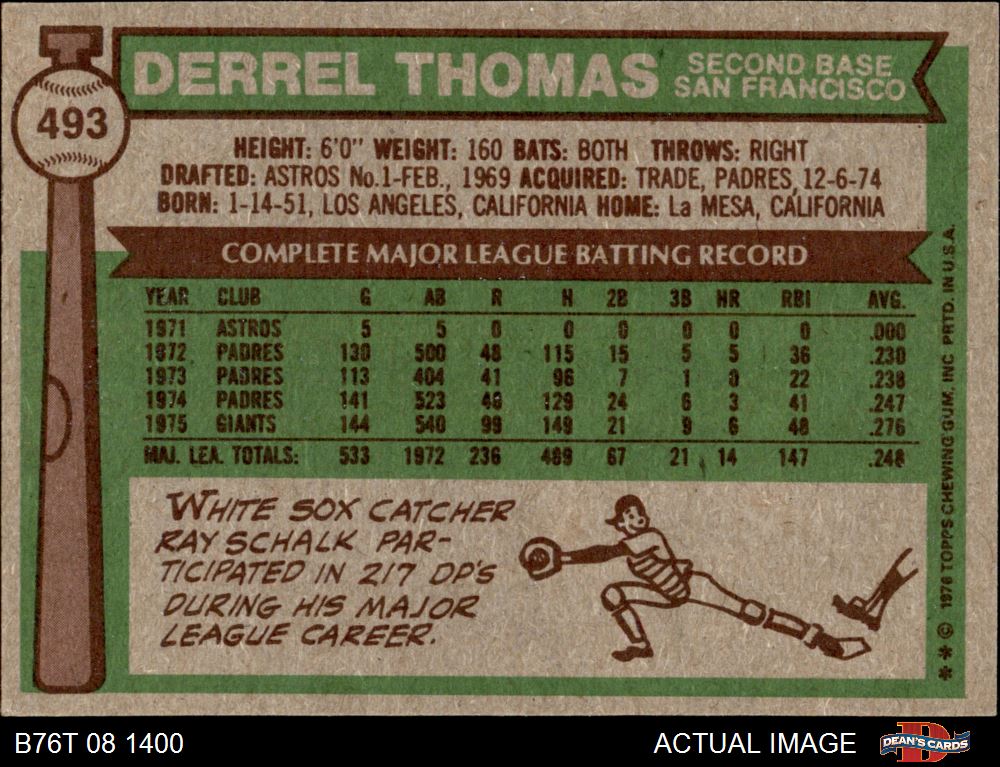 DERREL THOMAS
SECOND BASE
SAN FRANCISCO
493
HEIGHT: 6'0" WEIGHT: 160 BATS: BOTH THROWS: RIGHT
DRAFTED: ASTROS No.1-FEB., 1969 ACQUIRED: TRADE, PADRES, 12-6-74
BORN: 1-14-51, LOS ANGELES, CALIFORNIA HOME: La MESA, CALIFORNIA
COMPLETE MAJOR LEAGUE BATTING RECORD
YEAR CLUB G AB R H 2B 3B HR RBI AVG.
1971 ASTROS 5 5 0 0 0 0 0 0 .000
1972 PADRES 130 500 48 115 15 5 5 36 .230
1973 PADRES 113 404 41 96 7 1 0 22 .238
1974 PADRES 141 523 48 129 24 6 3 41 .247
1975 GIANTS 144 540 99 149 21 9 6 48 .276
MAJ. LEA. TOTALS: 533 1972 236 489 67 21 14 147 .248
WHITE SOX CATCHER
RAY SCHALK PAR-
TICIPATED IN 217 DP'S
DURING HIS MAJOR
LEAGUE CAREER.
** © 1976 TOPPS CHEWING GUM, INC. PRTD. IN U.S.A.
B76T 08 1400
ACTUAL IMAGE
D
DEAN'S CARDS